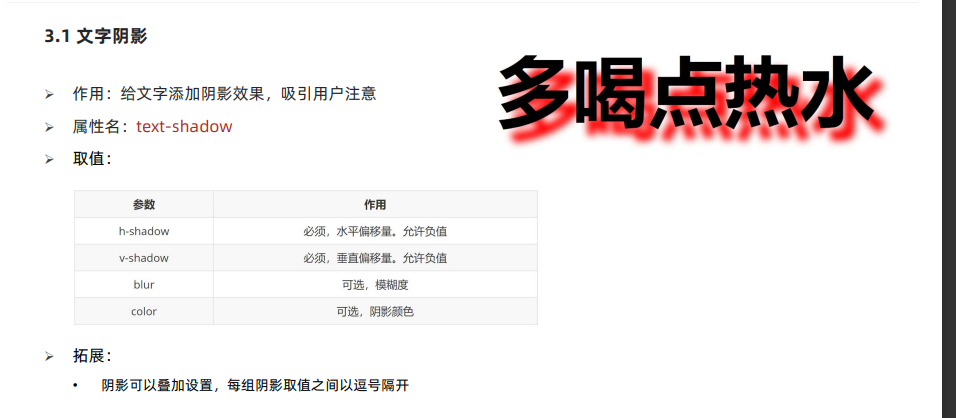 3.1 文字阴影
多喝点热水
➢ 作用：给文字添加阴影效果，吸引用户注意
➢ 属性名：text-shadow
➢ 取值：
参数 作用
h-shadow 必须，水平偏移量。允许负值
v-shadow 必须，垂直偏移量。允许负值
blur 可选，模糊度
color 可选，阴影颜色
➢ 拓展：
• 阴影可以叠加设置，每组阴影取值之间以逗号隔开